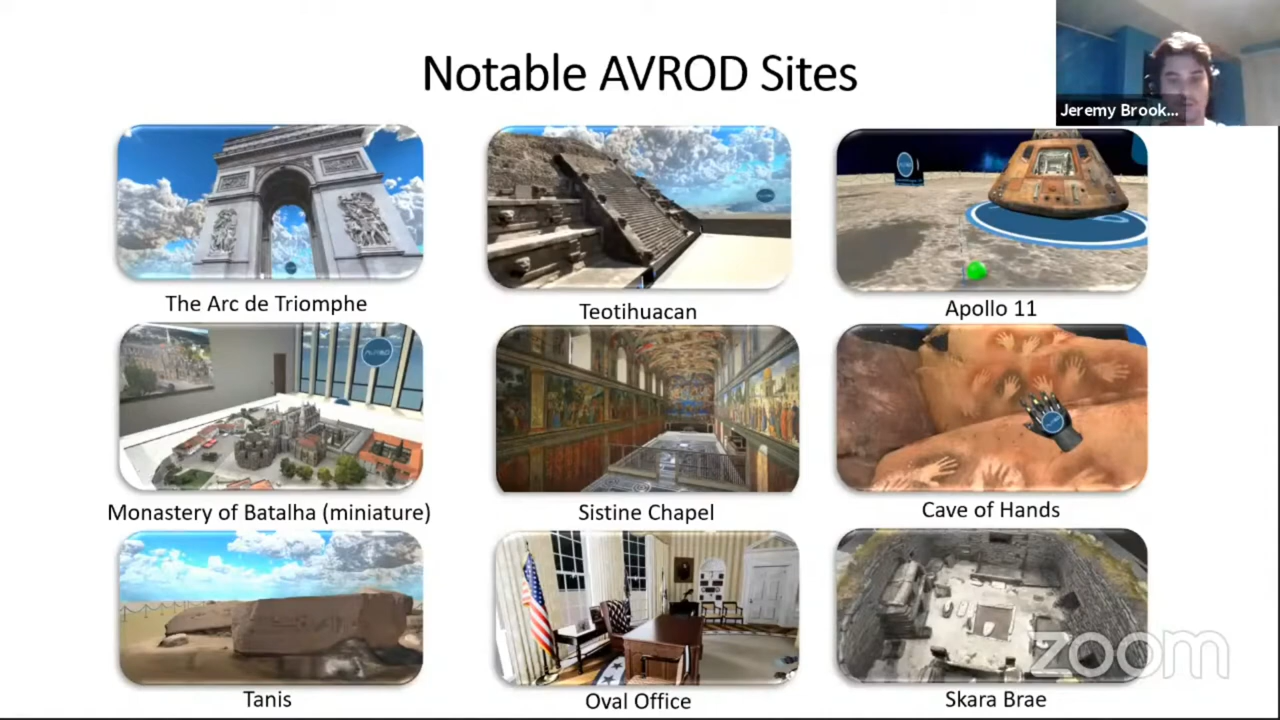 Notable AVROD Sites
Jeremy Brook...
The Arc de Triomphe
Teotihuacan
Apollo 11
Monastery of Batalha (miniature)
Sistine Chapel
Cave of Hands
Tanis
Oval Office
Skara Brae
zoom